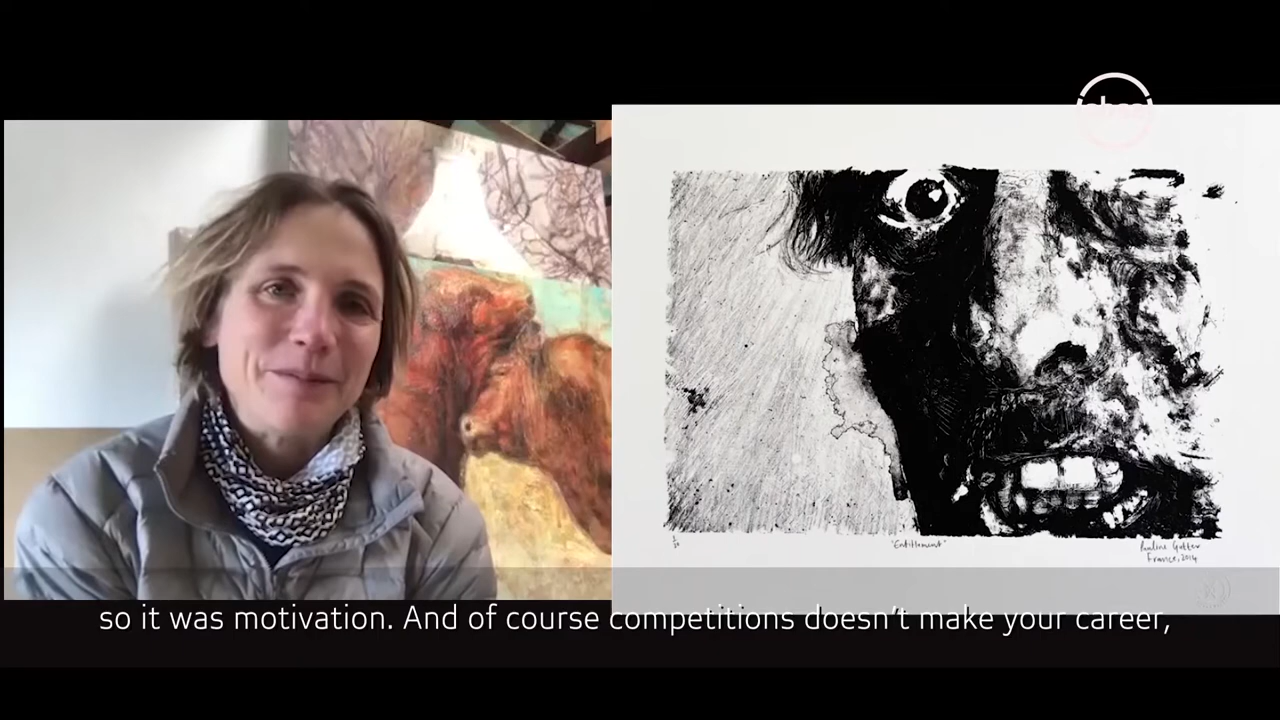 "Entitlement"
Pauline Gotter
France, 2014
so it was motivation. And of course competitions doesn't make your career,